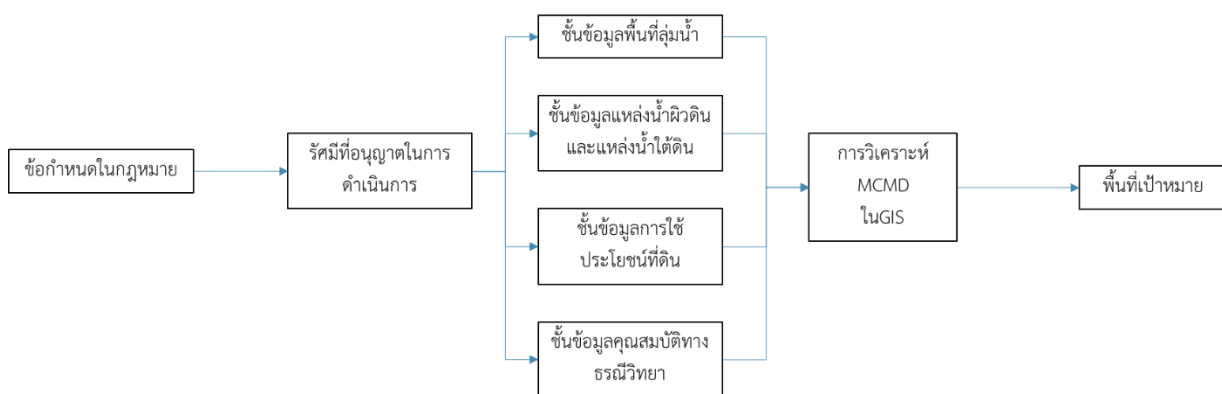 ข้อกำหนดในกฎหมาย
รัศมีที่อนุญาตในการ
ดำเนินการ
ชั้นข้อมูลพื้นที่ลุ่มน้ำ
ชั้นข้อมูลแหล่งน้ำผิวดิน
และแหล่งน้ำใต้ดิน
ชั้นข้อมูลการใช้
ประโยชน์ที่ดิน
ชั้นข้อมูลคุณสมบัติทาง
ธรณีวิทยา
การวิเคราะห์
MCMD
ในGIS
พื้นที่เป้าหมาย